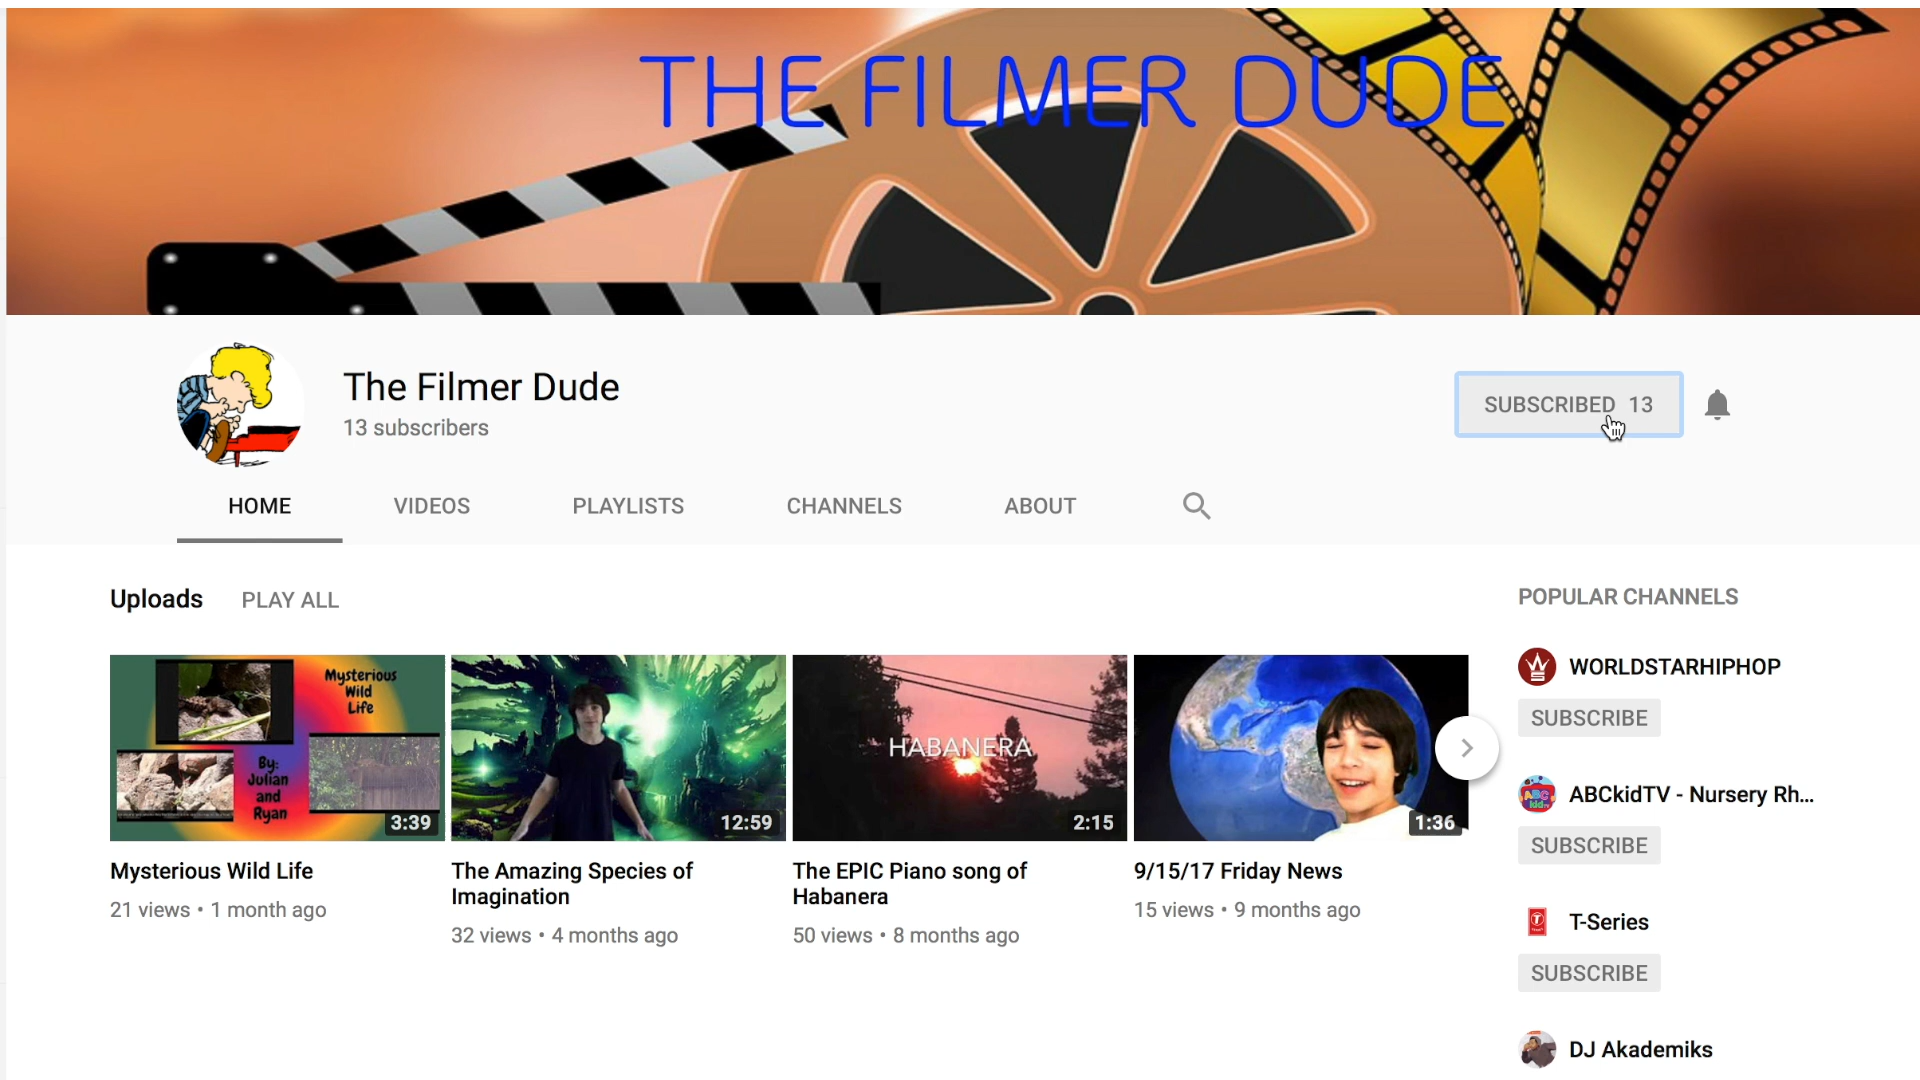 THE FILMER DUDE
The Filmer Dude
13 subscribers
SUBSCRIBED 13
HOME
VIDEOS
PLAYLISTS
CHANNELS
ABOUT
Uploads
PLAY ALL
Mysterious
Wild
Life
By:
Julian
and
Ryan
3:39
Mysterious Wild Life
21 views • 1 month ago
12:59
The Amazing Species of
Imagination
32 views • 4 months ago
HABANERA
2:15
The EPIC Piano song of
Habanera
50 views • 8 months ago
1:36
9/15/17 Friday News
15 views • 9 months ago
POPULAR CHANNELS
WORLDSTARHIPHOP
SUBSCRIBE
ABCkidTV - Nursery Rh...
SUBSCRIBE
T-Series
SUBSCRIBE
DJ Akademiks